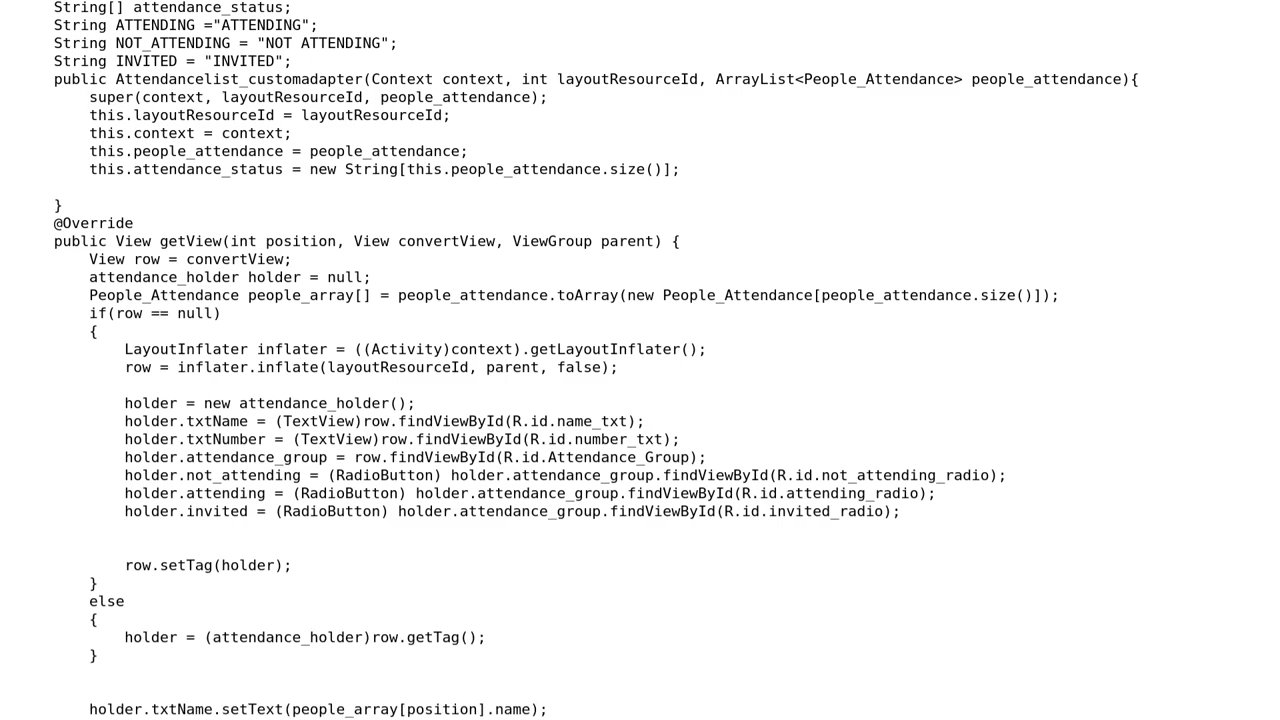 String[] attendance_status;
String ATTENDING ="ATTENDING";
String NOT_ATTENDING = "NOT ATTENDING";
String INVITED = "INVITED";
public Attendancelist_customadapter(Context context, int layoutResourceId, ArrayList<People_Attendance> people_attendance){
    super(context, layoutResourceId, people_attendance);
    this.layoutResourceId = layoutResourceId;
    this.context = context;
    this.people_attendance = people_attendance;
    this.attendance_status = new String[this.people_attendance.size()];

}
@Override
public View getView(int position, View convertView, ViewGroup parent) {
    View row = convertView;
    attendance_holder holder = null;
    People_Attendance people_array[] = people_attendance.toArray(new People_Attendance[people_attendance.size()]);
    if(row == null)
    {
        LayoutInflater inflater = ((Activity)context).getLayoutInflater();
        row = inflater.inflate(layoutResourceId, parent, false);

        holder = new attendance_holder();
        holder.txtName = (TextView)row.findViewById(R.id.name_txt);
        holder.txtNumber = (TextView)row.findViewById(R.id.number_txt);
        holder.attendance_group = row.findViewById(R.id.Attendance_Group);
        holder.not_attending = (RadioButton) holder.attendance_group.findViewById(R.id.not_attending_radio);
        holder.attending = (RadioButton) holder.attendance_group.findViewById(R.id.attending_radio);
        holder.invited = (RadioButton) holder.attendance_group.findViewById(R.id.invited_radio);


        row.setTag(holder);
    }
    else
    {
        holder = (attendance_holder)row.getTag();
    }


    holder.txtName.setText(people_array[position].name);